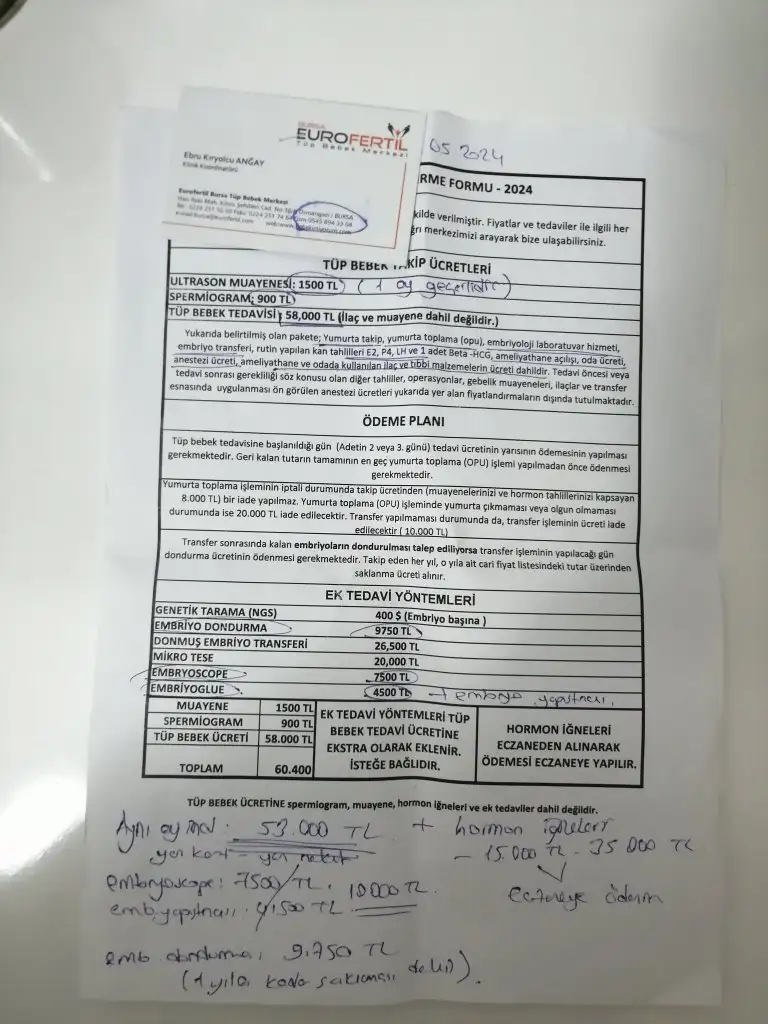 BURSA
EUROFERTIL
Tüp Bebek Merkezi
Ebru Kıryolcu ANĞAY
Klinik Koordinatörü
Eurofertil Bursa Tüp Bebek Merkezi
Osmangazi / BURSA
05 2024
RME FORMU - 2024
kilde verilmiştir. Fiyatlar ve tedaviler ile ilgili her
merkezimizi arayarak bize ulaşabilirsiniz.
TÜP BEBEK TAKİP ÜCRETLERİ
ULTRASON MUAYENESİ: 1500 TL (1 ay geçerlidir)
SPERMİOGRAM: 900 TL
TÜP BEBEK TEDAVİSİ: 58,000 TL (İlaç ve muayene dahil değildir.)
Yukarıda belirtilmiş olan pakete; Yumurta takip, yumurta toplama (opu), embriyoloji laboratuvar hizmeti,
embriyo transferi, rutin yapılan kan tahlilleri E2, P4, LH ve 1 adet Beta -HCG, ameliyathane açılışı, oda ücreti,
anestezi ücreti, ameliyathane ve odada kullanılan ilaç ve tıbbi malzemelerin ücreti dahildir. Tedavi öncesi veya
tedavi sonrası gerekliliği söz konusu olan diğer tahliller, operasyonlar, gebelik muayeneleri, ilaçlar ve transfer
esnasında uygulanması ön görülen anestezi ücretleri yukarıda yer alan fiyatlandırmaların dışında tutulmaktadır.
ÖDEME PLANI
Tüp bebek tedavisine başlanıldığı gün (Adetin 2 veya 3. günü) tedavi ücretinin yarısının ödemesinin yapılması
gerekmektedir. Geri kalan tutarın tamamının en geç yumurta toplama (OPU) işlemi yapılmadan önce ödenmesi
gerekmektedir.
Yumurta toplama işleminin iptali durumunda takip ücretinden (muayenelerinizi ve hormon tahlillerinizi kapsayan
8.000 TL) bir iade yapılmaz. Yumurta toplama (OPU) işleminde yumurta çıkmaması veya olgun olmaması
durumunda ise 20.000 TL iade edilecektir. Transfer yapılmaması durumunda da, transfer işleminin ücreti iade
edilecektir ( 10.000 TL)
Transfer sonrasında kalan embriyoların dondurulması talep ediliyorsa transfer işleminin yapılacağı gün
dondurma ücretinin ödenmesi gerekmektedir. Takip eden her yıl, o yıla ait cari fiyat listesindeki tutar üzerinden
saklanma ücreti alınır.
EK TEDAVİ YÖNTEMLERİ
GENETİK TARAMA (NGS) 400 $ (Embriyo başına )
EMBRİYO DONDURMA 9750 TL
DONMUŞ EMBRİYO TRANSFERİ 26,500 TL
MİKRO TESE 20,000 TL
EMBRYOSCOPE 7500 TL
EMBRİYOGLUE 4500 TL → embryo yapıştırıcı.
MUAYENE 1500 TL
SPERMİOGRAM 900 TL
TÜP BEBEK ÜCRETİ 58.000 TL
TOPLAM 60.400
EK TEDAVİ YÖNTEMLERİ TÜP
BEBEK TEDAVİ ÜCRETİNE
EKSTRA OLARAK EKLENİR.
İSTEĞE BAĞLIDIR.
HORMON İĞNELERİ
ECZANEDEN ALINARAK
ÖDEMESİ ECZANEYE YAPILIR.
TÜP BEBEK ÜCRETİNE spermiogram, muayene, hormon iğneleri ve ek tedaviler dahil değildir.
Aynı ay ind: 53.000 TL + hormon iğneleri
yarı kart - yarı nakit
- 15.000 TL - 35.000 TL
Eczaneye ödenir
embryoscope: 7500 TL. 10.000 TL.
emb.yapıştırıcı: 4.500 TL
emb. dondurma: 9.750 TL
(1 yıla kadar saklaması dahil).